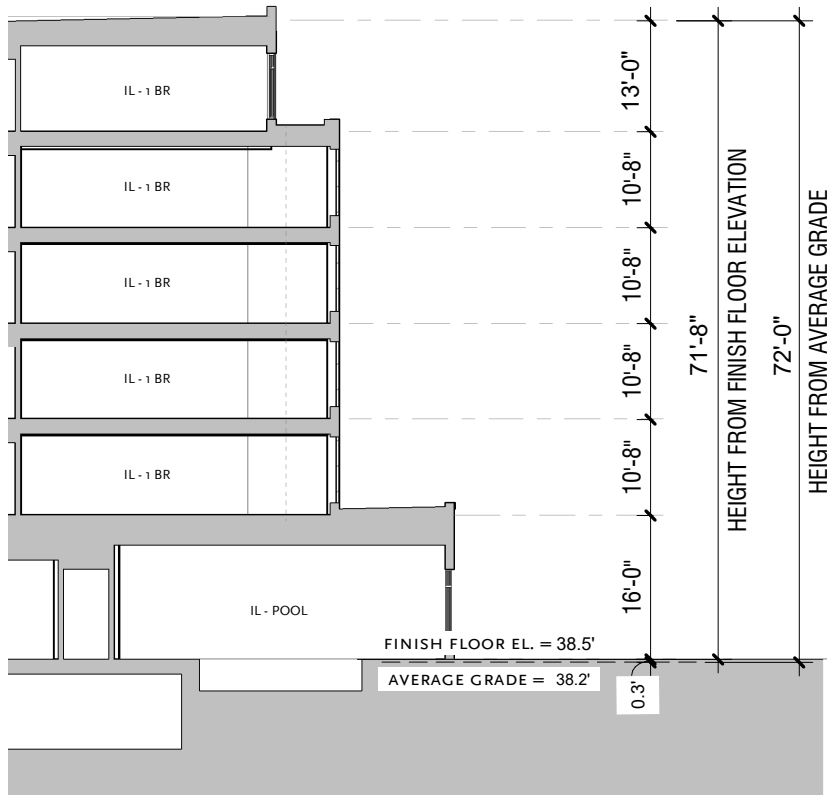 IL - 1 BR
13'-0"
IL - 1 BR
10'-8"
IL - 1 BR
10'-8"
IL - 1 BR
10'-8"
IL - 1 BR
10'-8"
IL - POOL
16'-0"
FINISH FLOOR EL. = 38.5'
AVERAGE GRADE = 38.2'
0.3'
71'-8"
HEIGHT FROM FINISH FLOOR ELEVATION
72'-0"
HEIGHT FROM AVERAGE GRADE